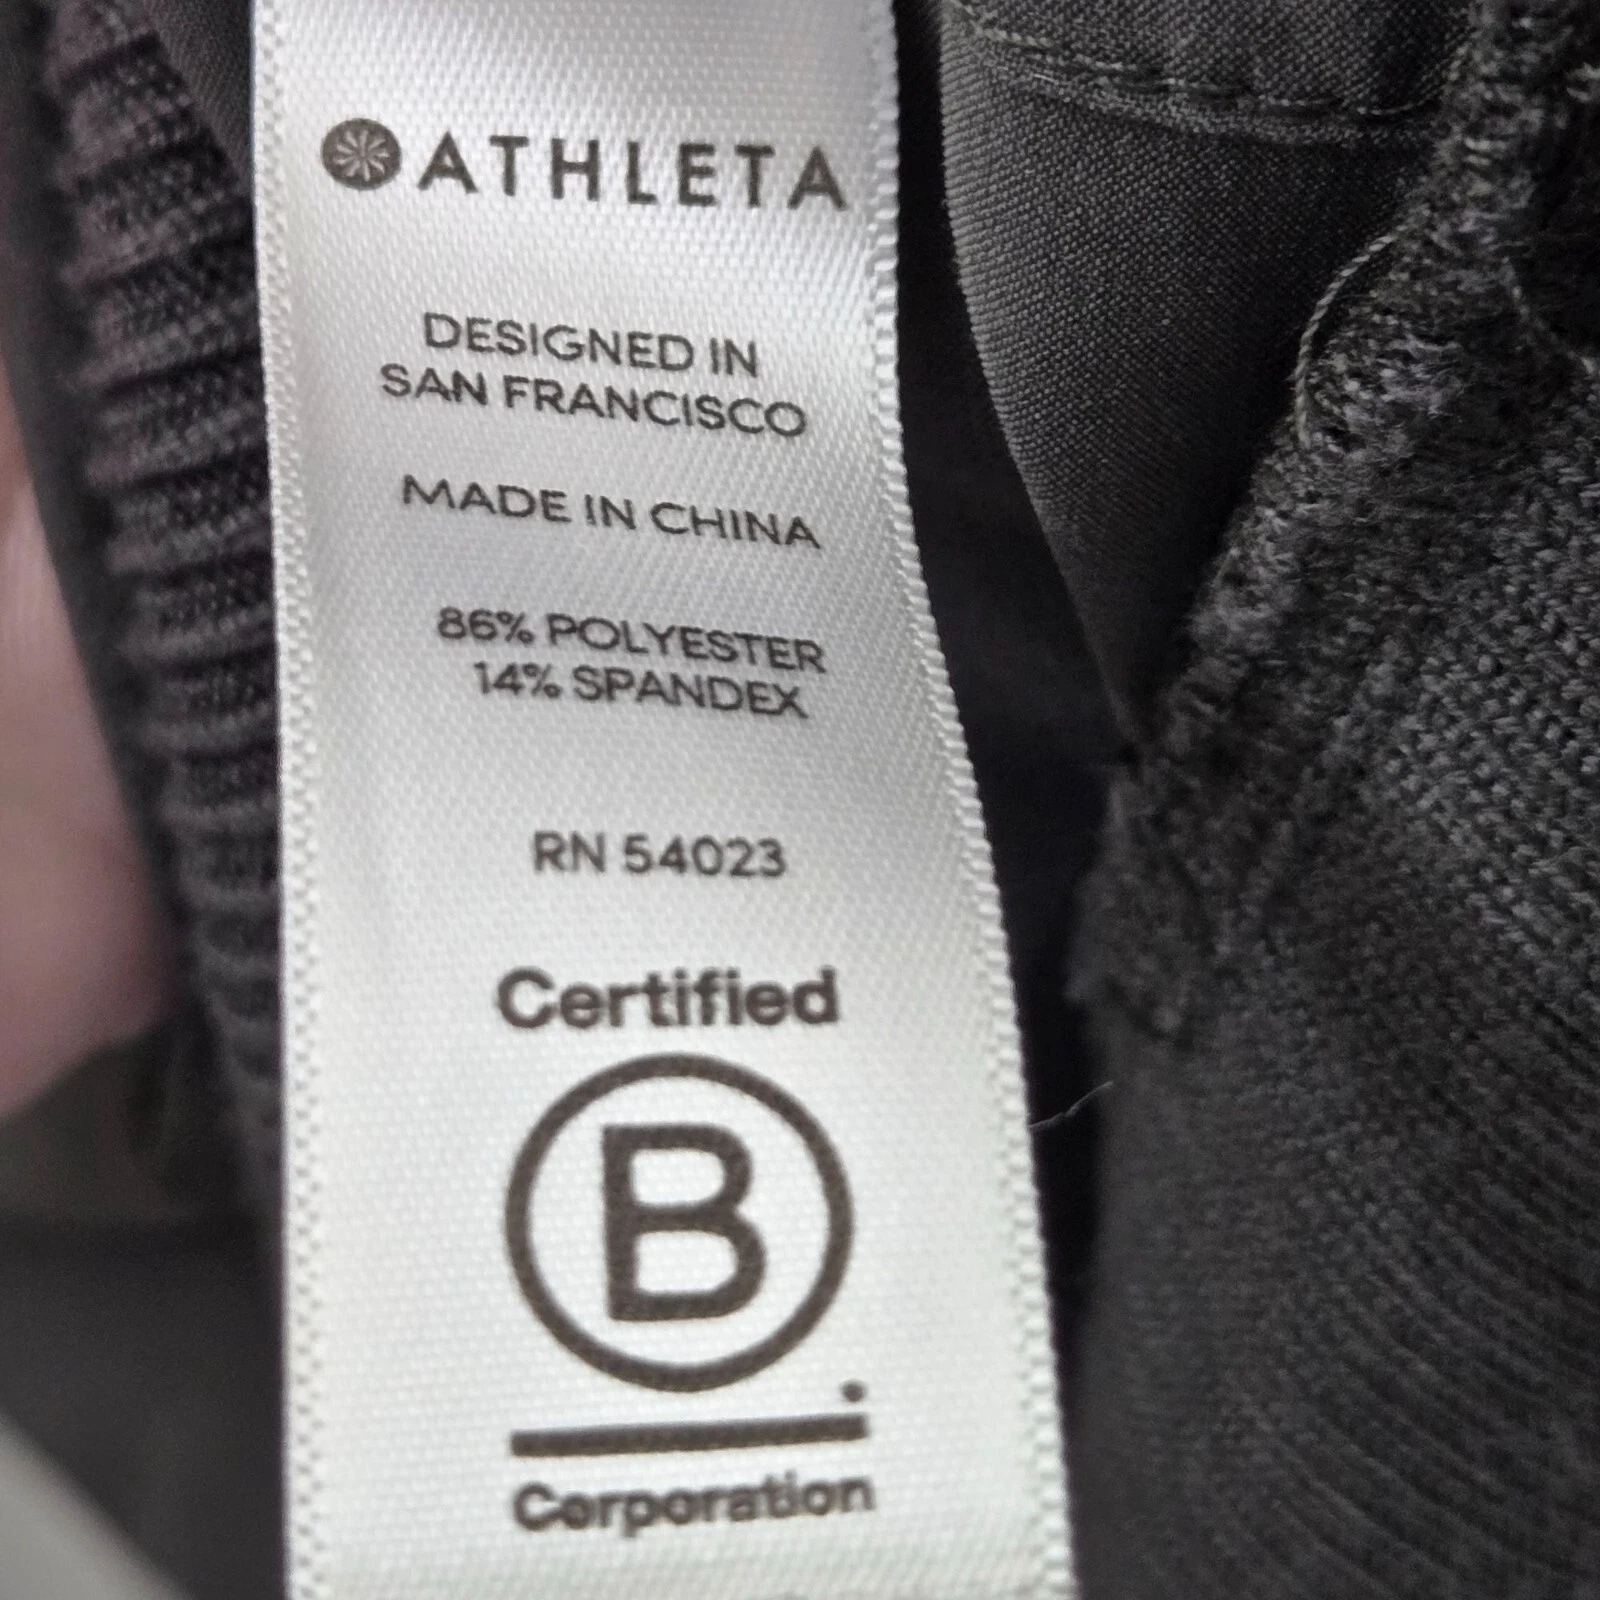 ATHLETA
DESIGNED IN
SAN FRANCISCO
MADE IN CHINA
86% POLYESTER
14% SPANDEX
RN 54023
Certified
B
Corporation